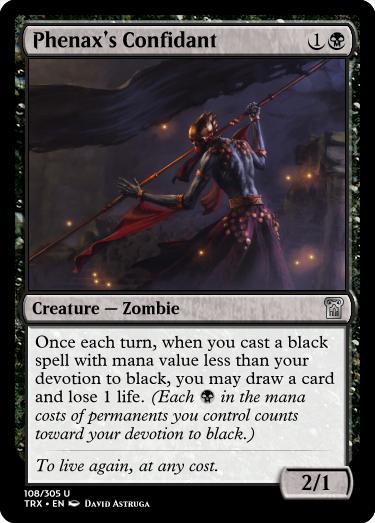 Phenax's Confidant 1
Creature — Zombie
Once each turn, when you cast a black
spell with mana value less than your
devotion to black, you may draw a card
and lose 1 life. (Each in the mana
costs of permanents you control counts
toward your devotion to black.)
To live again, at any cost.
2/1
108/305 U
TRX • EN David Astruga